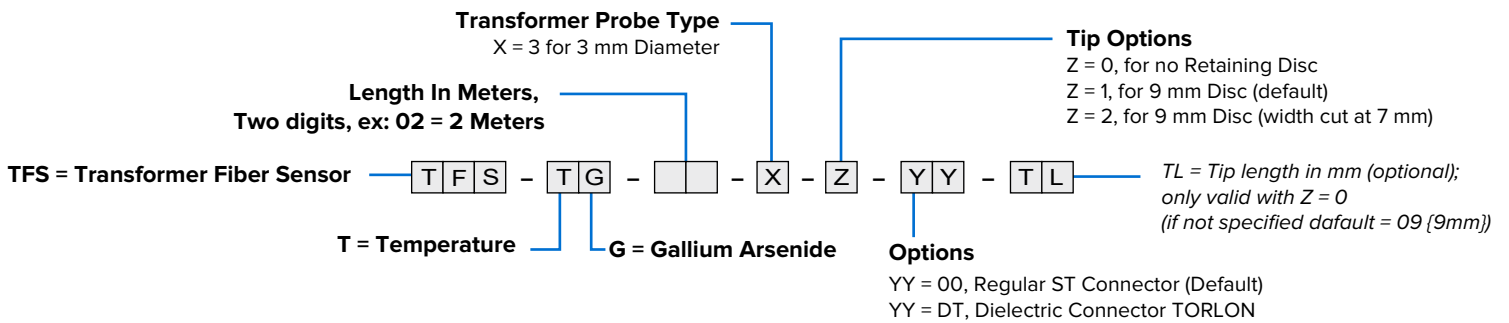 Transformer Probe Type
X = 3 for 3 mm Diameter
Tip Options
Z = 0, for no Retaining Disc
Z = 1, for 9 mm Disc (default)
Z = 2, for 9 mm Disc (width cut at 7 mm)
Length In Meters,
Two digits, ex: 02 = 2 Meters
TFS = Transformer Fiber Sensor
T F S – T G – – X – Z – Y Y – T L
TL = Tip length in mm (optional);
only valid with Z = 0
(if not specified dafault = 09 {9mm})
T = Temperature
G = Gallium Arsenide
Options
YY = 00, Regular ST Connector (Default)
YY = DT, Dielectric Connector TORLON